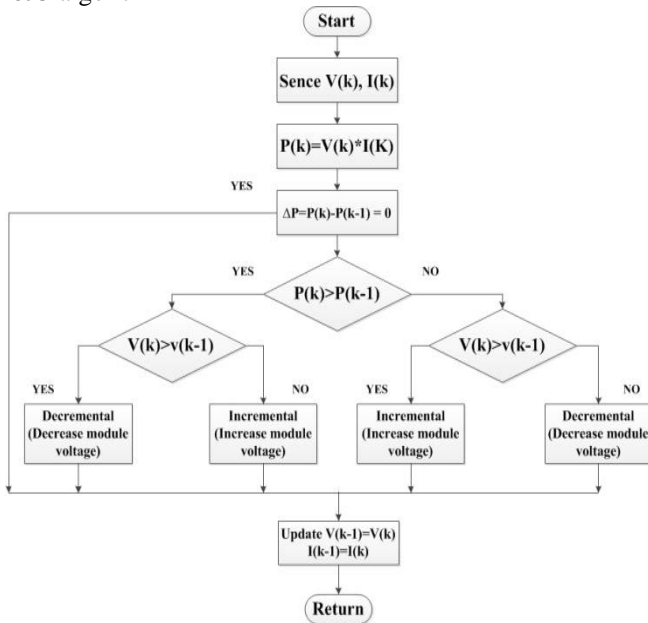 Start
Sence V(k), I(k)
P(k)=V(k)*I(K)
YES
ΔP=P(k)-P(k-1) = 0
YES
NO
P(k)>P(k-1)
V(k)>v(k-1)
V(k)>v(k-1)
YES
NO
YES
NO
Decremental
(Decrease module
voltage)
Incremental
(Increase module
voltage)
Incremental
(Increase module
voltage)
Decremental
(Decrease module
voltage)
Update V(k-1)=V(k)
I(k-1)=I(k)
Return